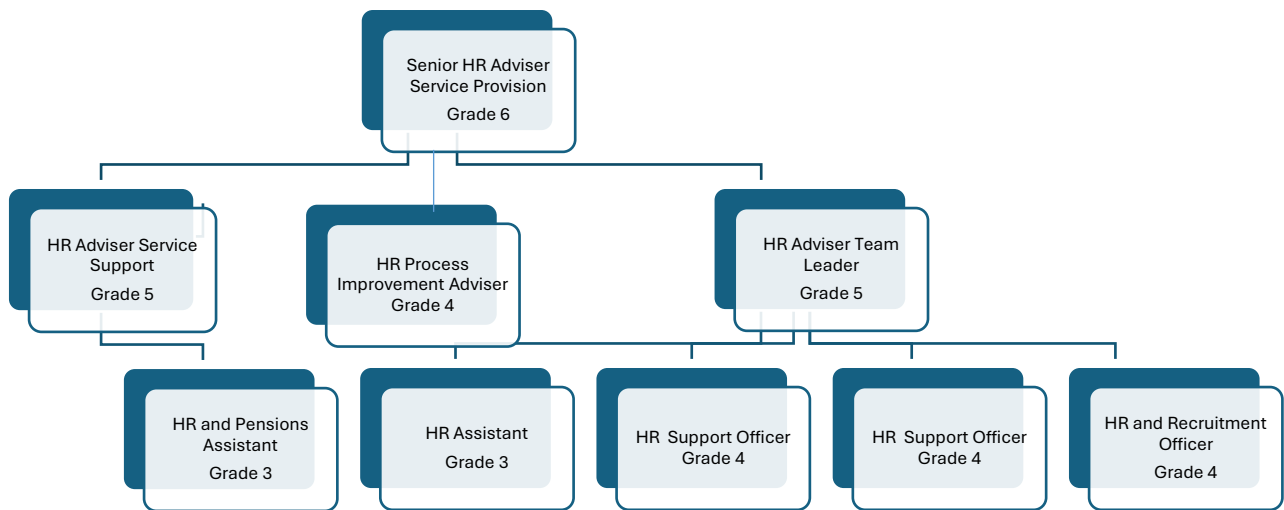 Senior HR Adviser
Service Provision
Grade 6
HR Adviser Service
Support
Grade 5
HR Process
Improvement Adviser
Grade 4
HR Adviser Team
Leader
Grade 5
HR and Pensions
Assistant
Grade 3
HR Assistant
Grade 3
HR  Support Officer
Grade 4
HR  Support Officer
Grade 4
HR and Recruitment
Officer
Grade 4